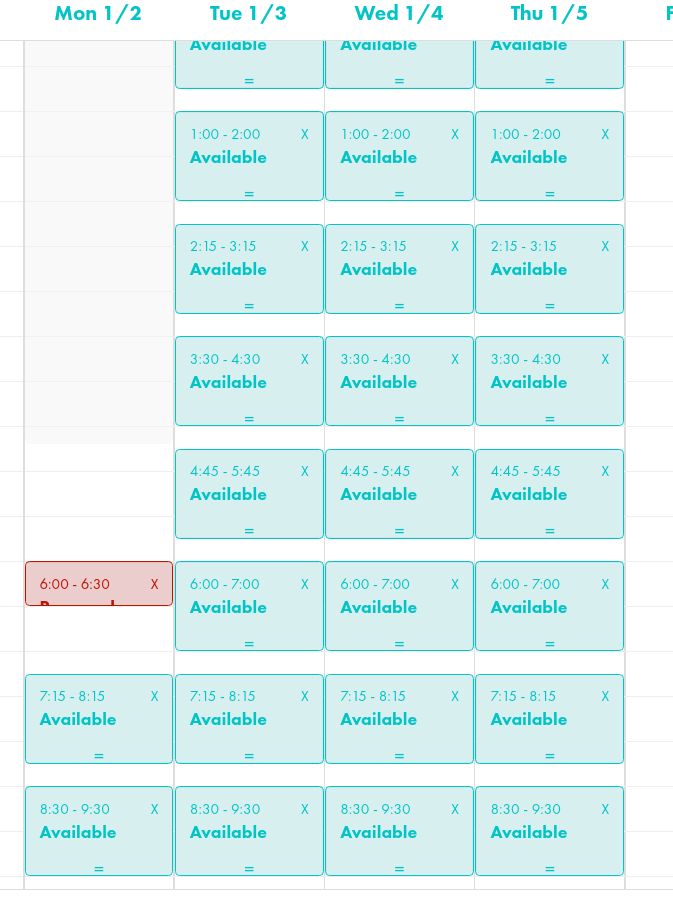 Mon 1/2 Tue 1/3 Wed 1/4 Thu 1/5
Available Available Available
= = =
1:00 - 2:00 X 1:00 - 2:00 X 1:00 - 2:00 X
Available Available Available
= = =
2:15 - 3:15 X 2:15 - 3:15 X 2:15 - 3:15 X
Available Available Available
= = =
3:30 - 4:30 X 3:30 - 4:30 X 3:30 - 4:30 X
Available Available Available
= = =
4:45 - 5:45 X 4:45 - 5:45 X 4:45 - 5:45 X
Available Available Available
= = =
6:00 - 6:30 X 6:00 - 7:00 X 6:00 - 7:00 X 6:00 - 7:00 X
Available Available Available
= = =
7:15 - 8:15 X 7:15 - 8:15 X 7:15 - 8:15 X 7:15 - 8:15 X
Available Available Available Available
= = = =
8:30 - 9:30 X 8:30 - 9:30 X 8:30 - 9:30 X 8:30 - 9:30 X
Available Available Available Available
= = = =